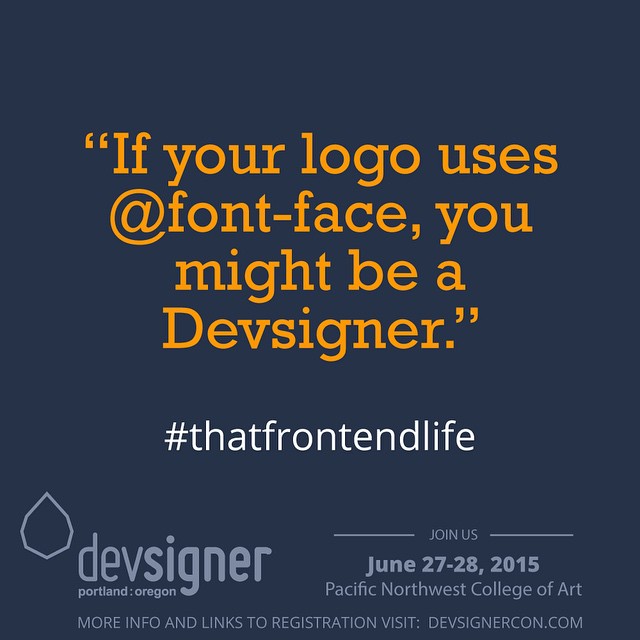 “If your logo uses
@font-face, you
might be a
Devsigner.”
#thatfrontendlife
devsigner
portland:oregon
JOIN US
June 27-28, 2015
Pacific Northwest College of Art
MORE INFO AND LINKS TO REGISTRATION VISIT: DEVSIGNERCON.COM